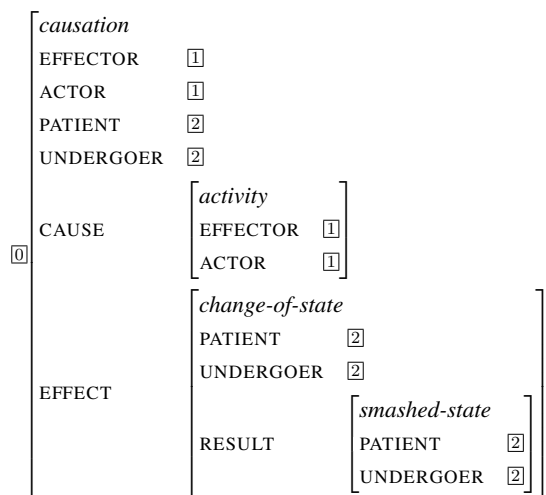 causation
EFFECTOR 1
ACTOR 1
PATIENT 2
UNDERGOER 2
activity
CAUSE EFFECTOR 1
ACTOR 1
0
change-of-state
PATIENT 2
UNDERGOER 2
EFFECT
smashed-state
RESULT PATIENT 2
UNDERGOER 2